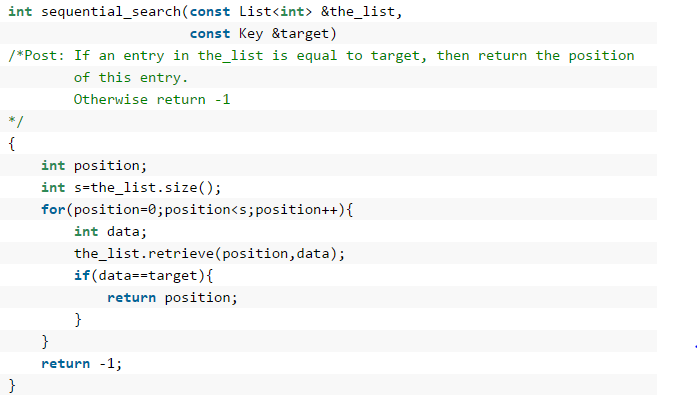 int sequential_search(const List<int> &the_list,
                      const Key &target)
/*Post: If an entry in the_list is equal to target, then return the position
        of this entry.
        Otherwise return -1
*/
{
    int position;
    int s=the_list.size();
    for(position=0;position<s;position++){
        int data;
        the_list.retrieve(position,data);
        if(data==target){
            return position;
        }
    }
    return -1;
}